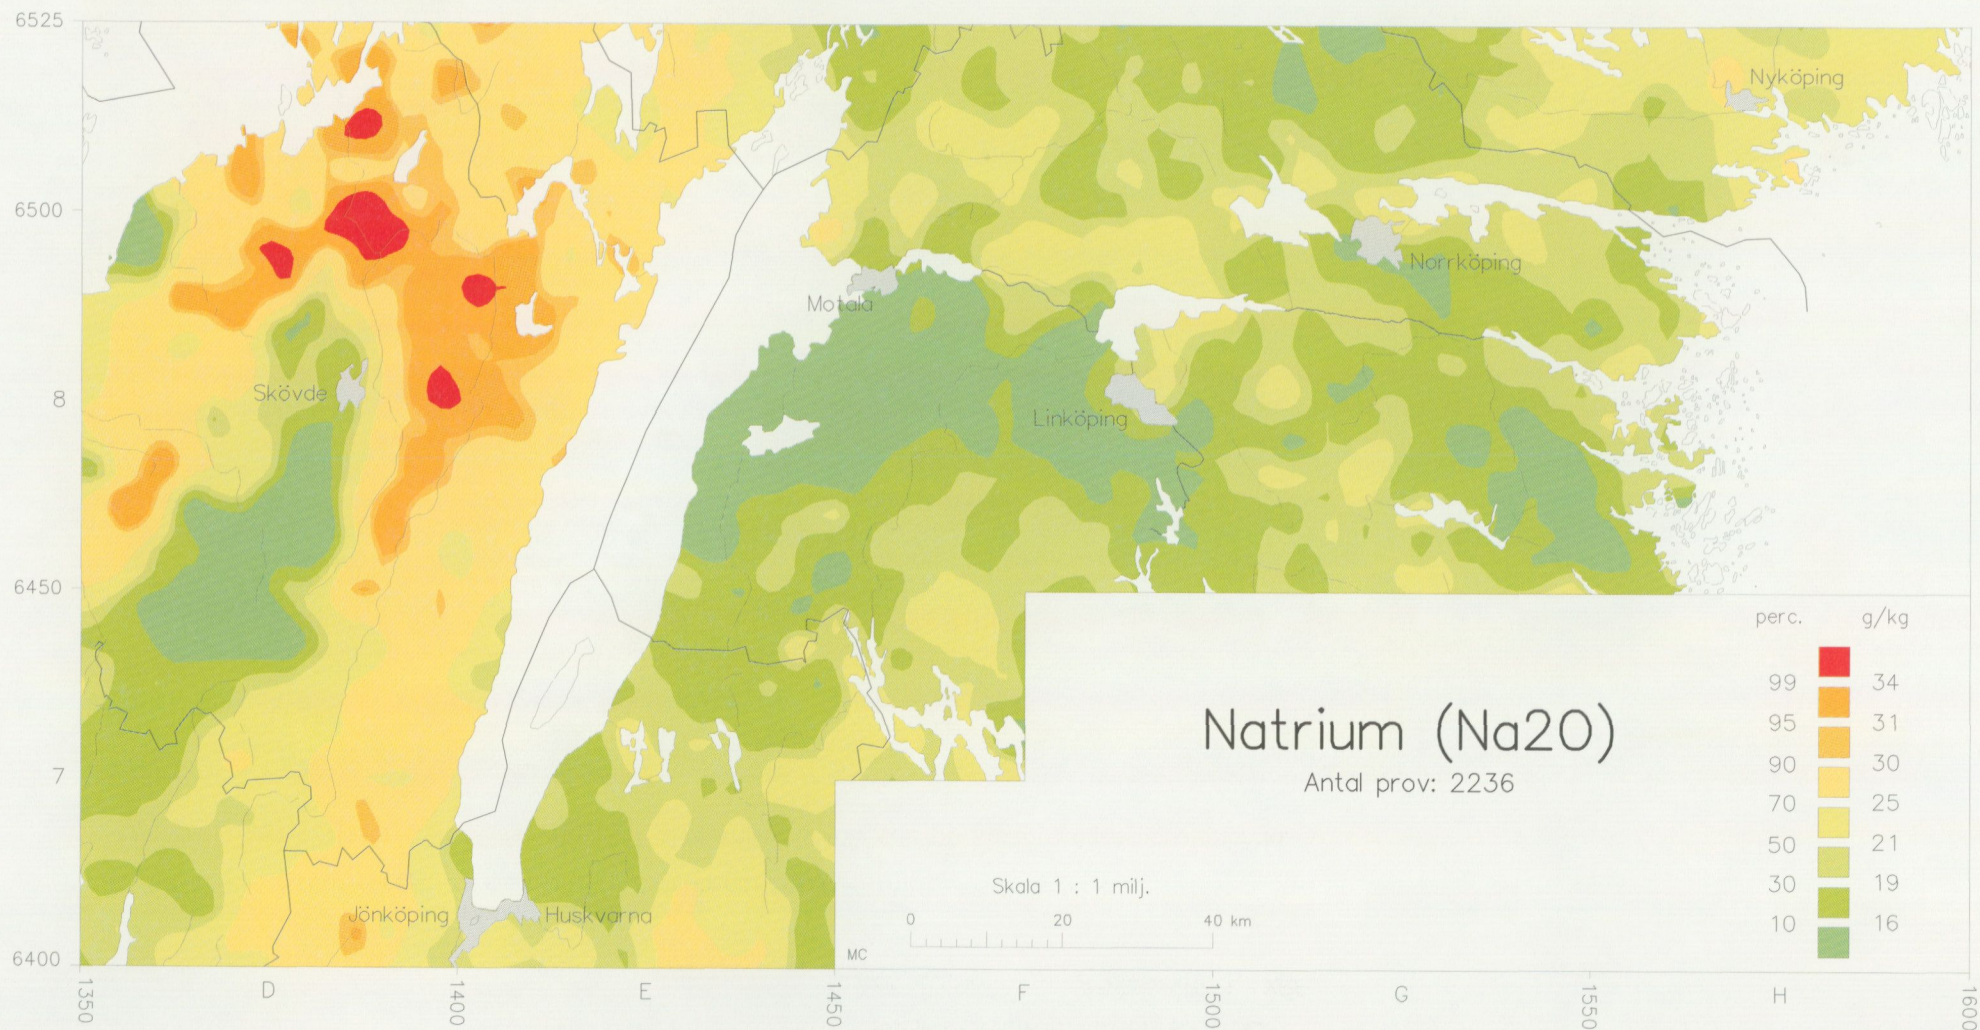 6525
Nyköping
6500
Norrköping
Motala
Skövde
8
Linköping
6450
perc. g/kg
99 34
95 31
90 30
70 25
50 21
30 19
10 16
Natrium (Na2O)
Antal prov: 2236
7
Skala 1 : 1 milj.
0 20 40 km
Jönköping
Huskvarna
MC
6400
1350 D 1400 E 1450 F 1500 G 1550 H 1600